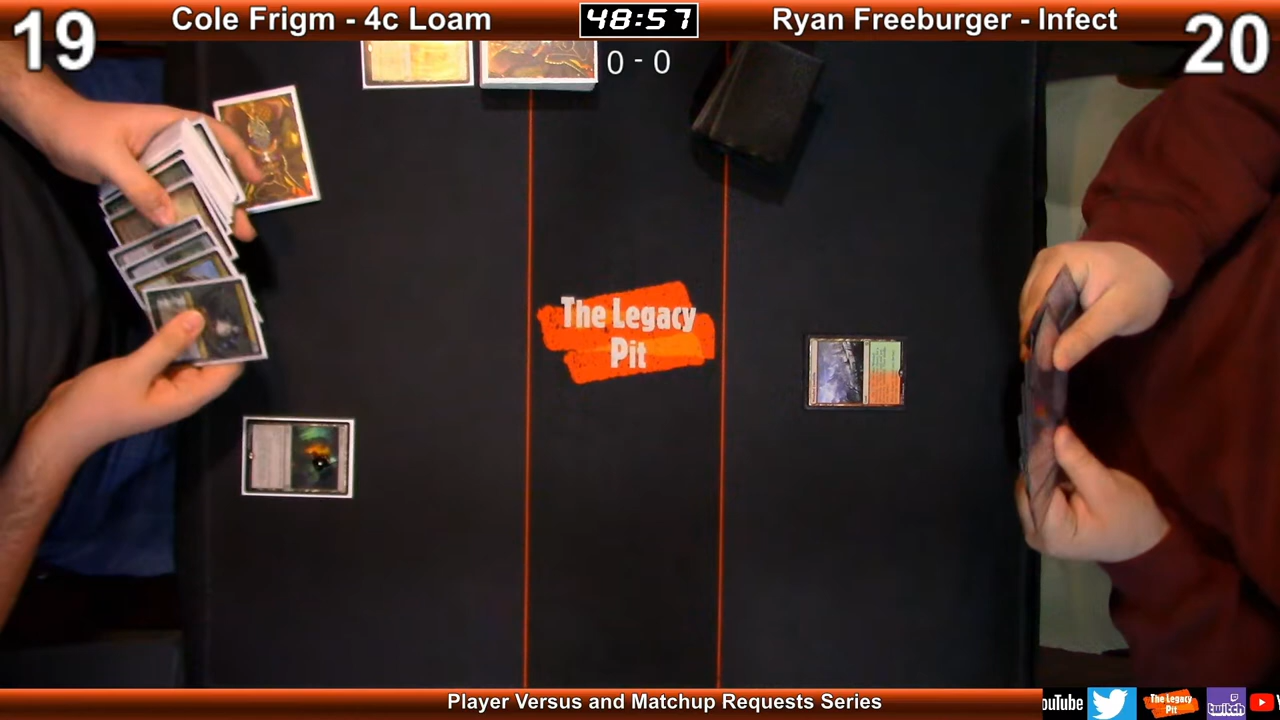 19
Cole Frigm - 4c Loam
48:57
Ryan Freeburger - Infect
20
0 - 0
The Legacy
Pit
Player Versus and Matchup Requests Series
ouTube
The Legacy
Pit
twitch